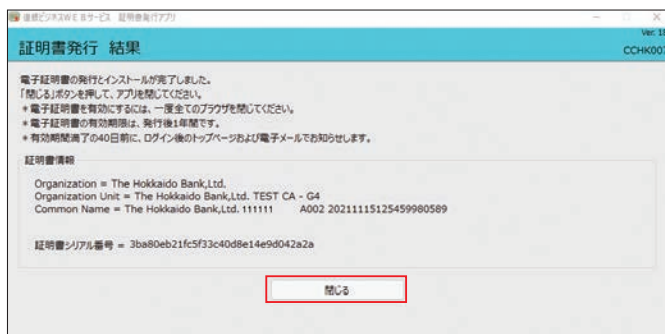 道銀ビジネスWEBサービス 証明書発行アプリ
Ver. 1
証明書発行 結果
CCHK00
電子証明書の発行とインストールが完了しました。
「閉じる」ボタンを押して、アプリを閉じてください。
*電子証明書を有効にするには、一度全てのブラウザを閉じてください。
*電子証明書の有効期限は、発行後1年間です。
*有効期間満了の40日前に、ログイン後のトップページおよび電子メールでお知らせします。
証明書情報
Organization = The Hokkaido Bank,Ltd.
Organization Unit = The Hokkaido Bank,Ltd. TEST CA - G4
Common Name = The Hokkaido Bank,Ltd. 111111 A002 20211115125459980589
証明書シリアル番号 = 3ba80eb21fc5f33c40d8e14e9d042a2a
閉じる